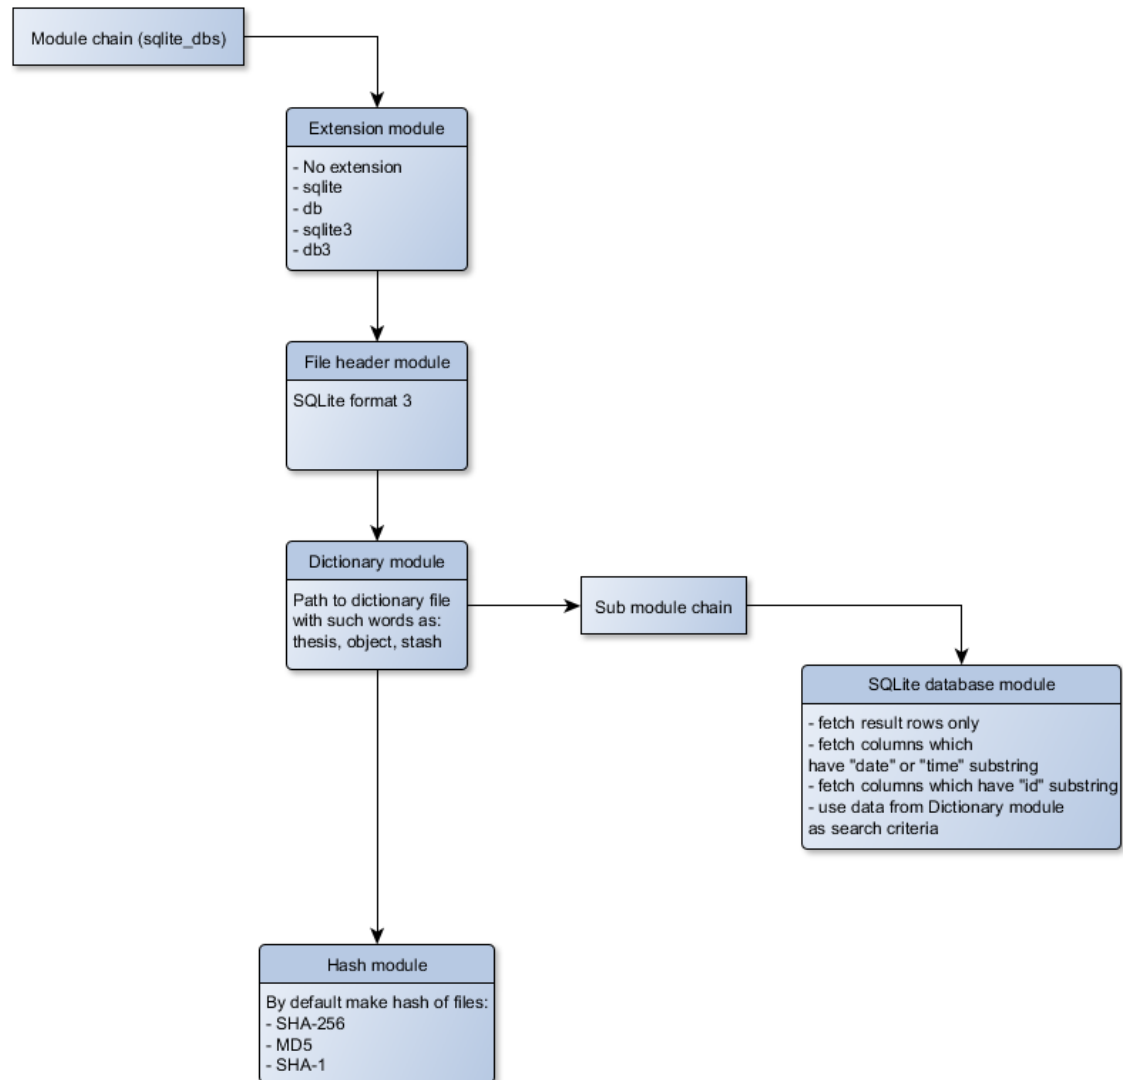 Module chain (sqlite_dbs)
Extension module
- No extension
- sqlite
- db
- sqlite3
- db3
File header module
SQLite format 3
Dictionary module
Path to dictionary file
with such words as:
thesis, object, stash
Sub module chain
SQLite database module
- fetch result rows only
- fetch columns which
have "date" or "time" substring
- fetch columns which have "id" substring
- use data from Dictionary module
as search criteria
Hash module
By default make hash of files:
- SHA-256
- MD5
- SHA-1